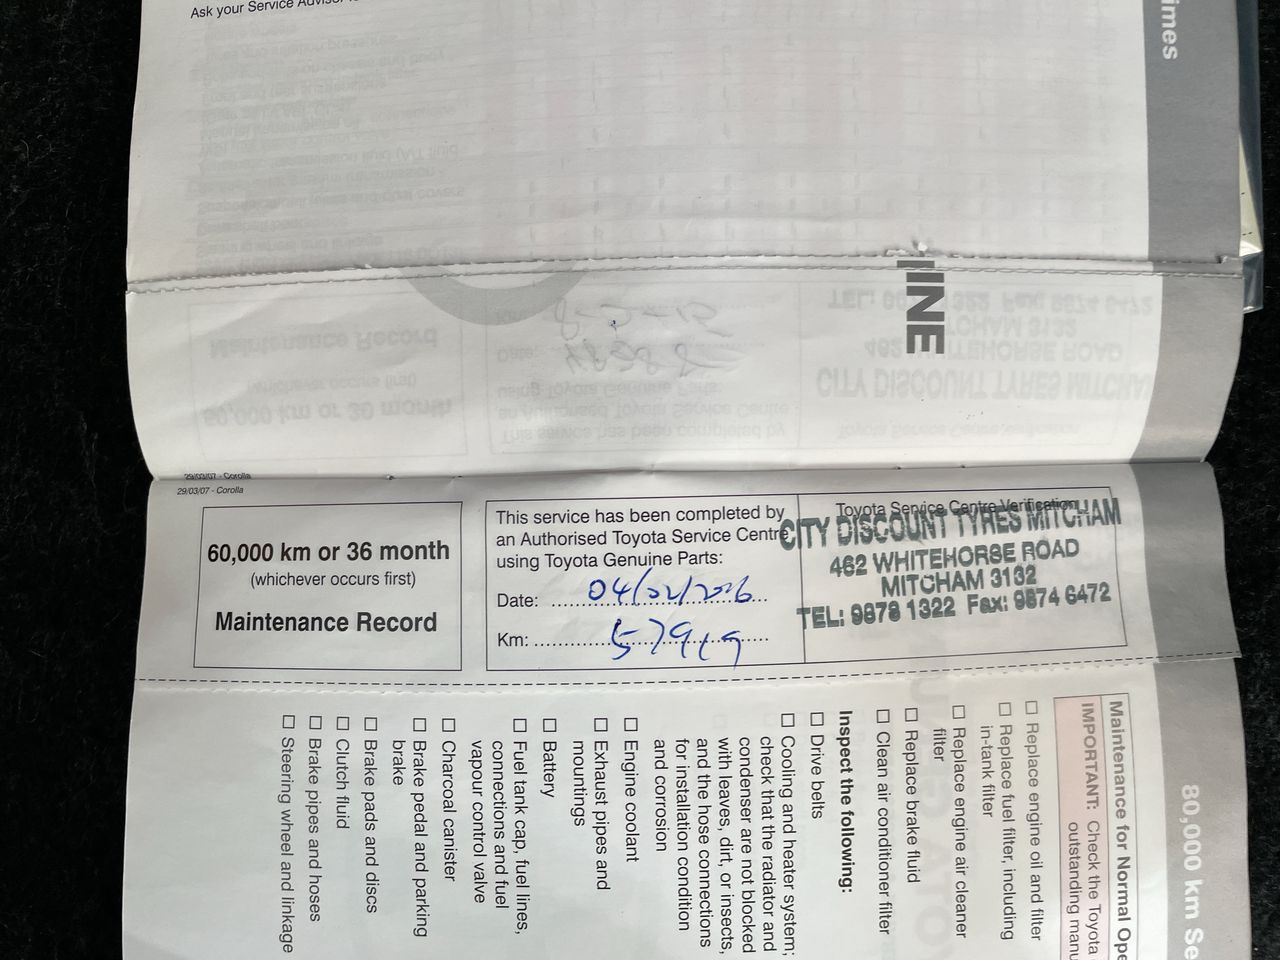 Ask your Service Advisor
imes
INE
29/03/07 - Corolla
29/03/07 - Corolla
60,000 km or 36 month
(whichever occurs first)
Maintenance Record
This service has been completed by
an Authorised Toyota Service Centre
using Toyota Genuine Parts:
Date: 04/02/2026
Km: 57919
Toyota Service Centre Verification
CITY DISCOUNT TYRES MITCHAM
462 WHITEHORSE ROAD
MITCHAM 3132
TEL: 9878 1322 Fax: 9874 6472
80,000 km Se
Maintenance for Normal Ope
IMPORTANT: Check the Toyota
outstanding manu
☐ Replace engine oil and filter
☐ Replace fuel filter, including
in-tank filter
☐ Replace engine air cleaner
filter
☐ Replace brake fluid
☐ Clean air conditioner filter
Inspect the following:
☐ Drive belts
☐ Cooling and heater system;
check that the radiator and
condenser are not blocked
with leaves, dirt, or insects,
and the hose connections
for installation condition
and corrosion
☐ Engine coolant
☐ Exhaust pipes and
mountings
☐ Battery
☐ Fuel tank cap, fuel lines,
connections and fuel
vapour control valve
☐ Charcoal canister
☐ Brake pedal and parking
brake
☐ Brake pads and discs
☐ Clutch fluid
☐ Brake pipes and hoses
☐ Steering wheel and linkage